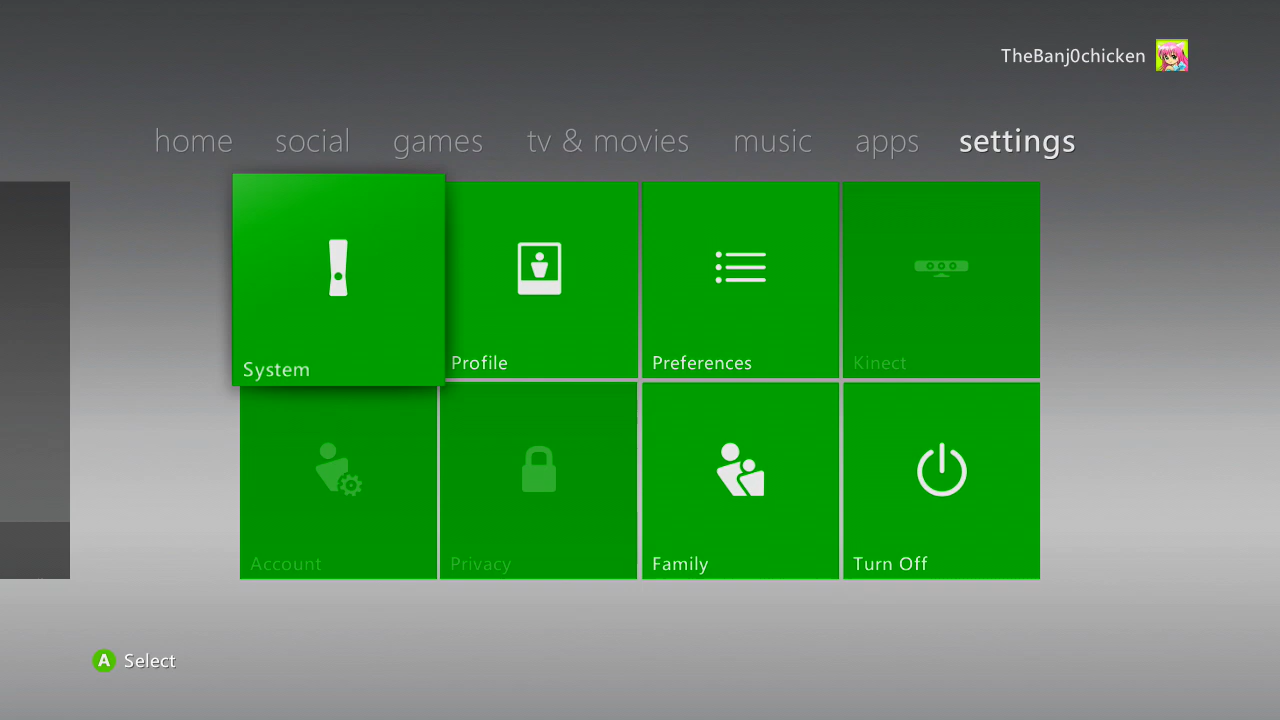 TheBanj0chicken
home social games tv & movies music apps settings
System Profile Preferences Kinect
Account Privacy Family Turn Off
A Select